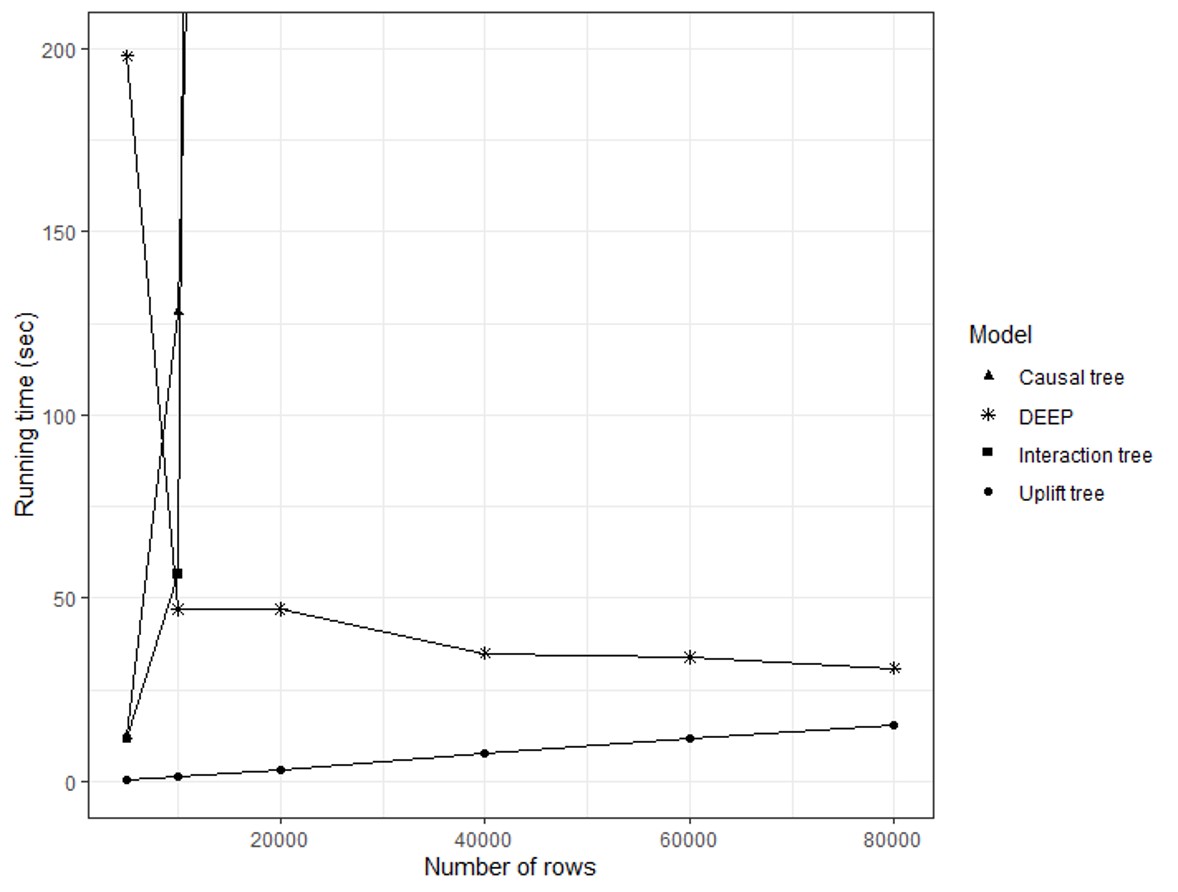 200
150
100
50
0
Running time (sec)
20000
40000
60000
80000
Number of rows
Model
Causal tree
DEEP
Interaction tree
Uplift tree